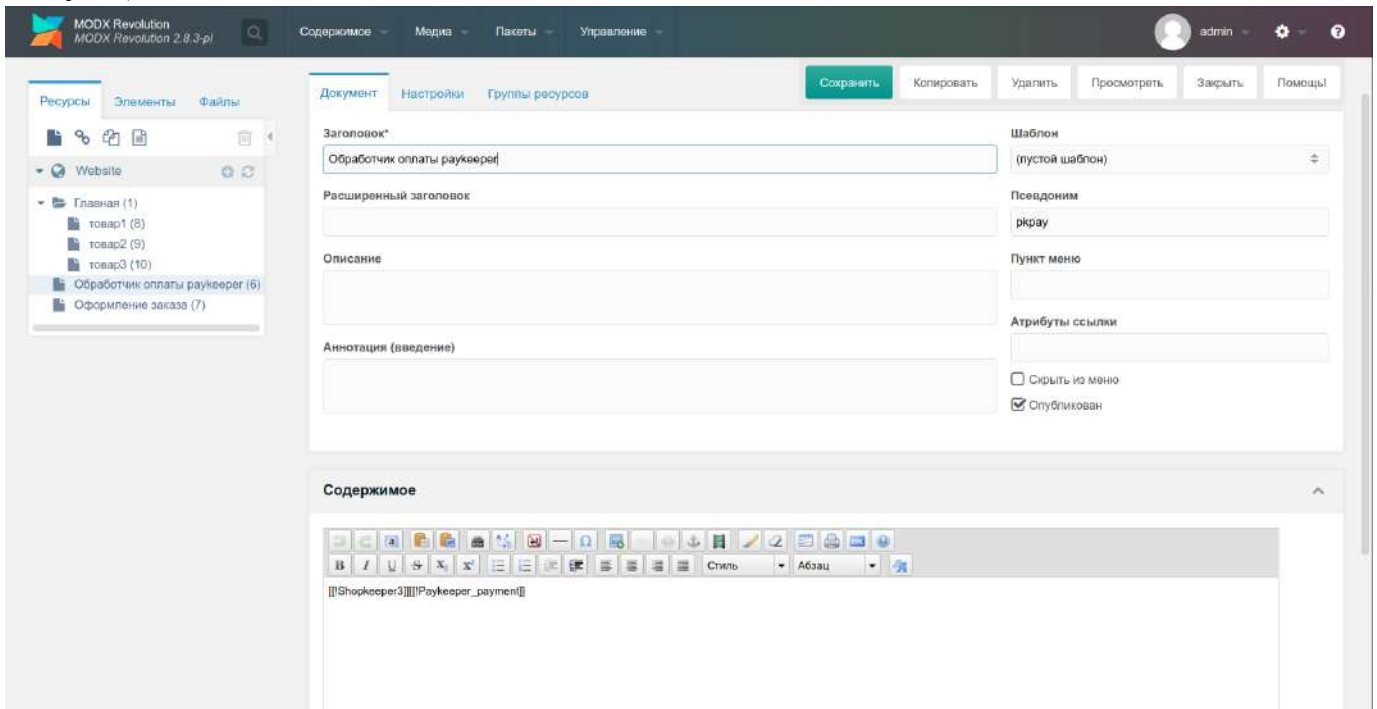 MODX Revolution
MODX Revolution 2.8.3-pl
Содержимое
Медиа
Пакеты
Управление
admin
Ресурсы
Элементы
Файлы
Документ
Настройки
Группы ресурсов
Сохранить
Копировать
Удалить
Просмотреть
Закрыть
Помощь!
Website
Главная (1)
товар1 (8)
товар2 (9)
товар3 (10)
Обработчик оплаты paykeeper (6)
Оформление заказа (7)
Заголовок*
Обработчик оплаты paykeeper
Расширенный заголовок
Описание
Аннотация (введение)
Шаблон
(пустой шаблон)
Псевдоним
pkpay
Пункт меню
Атрибуты ссылки
Скрыть из меню
Опубликован
Содержимое
Стиль
Абзац
[[!Shopkeeper3]][[!Paykeeper_payment]]